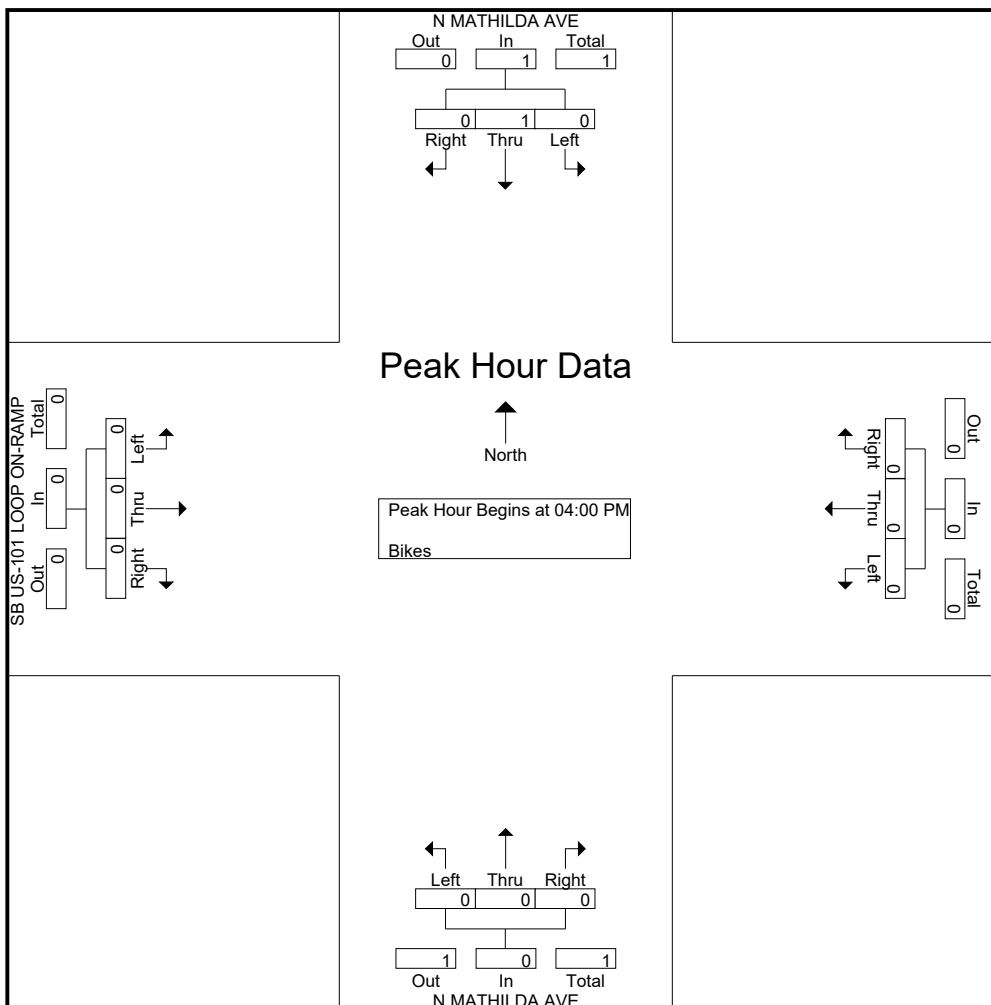 N MATHILDA AVE
Out In Total
0 1 1
0 1 0
Right Thru Left
Peak Hour Data
North
Peak Hour Begins at 04:00 PM
Bikes
SB US-101 LOOP ON-RAMP
Out In Total
0 0 0
Right Thru Left
0 0 0
Out In Total
0 0 0
Right Thru Left
0 0 0
Left Thru Right
0 0 0
1 0 1
Out In Total
N MATHILDA AVE